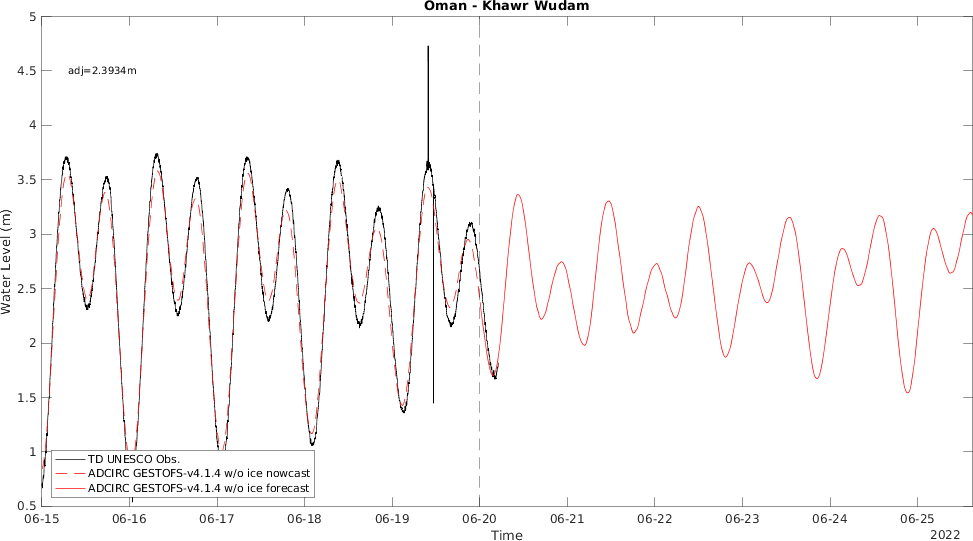 Oman - Khawr Wudam
5
4.5
4
3.5
3
2.5
2
1.5
1
0.5
Water Level (m)
adj=2.3934m
TD UNESCO Obs.
ADCIRC GESTOFS-v4.1.4 w/o ice nowcast
ADCIRC GESTOFS-v4.1.4 w/o ice forecast
06-15 06-16 06-17 06-18 06-19 06-20 06-21 06-22 06-23 06-24 06-25
Time
2022